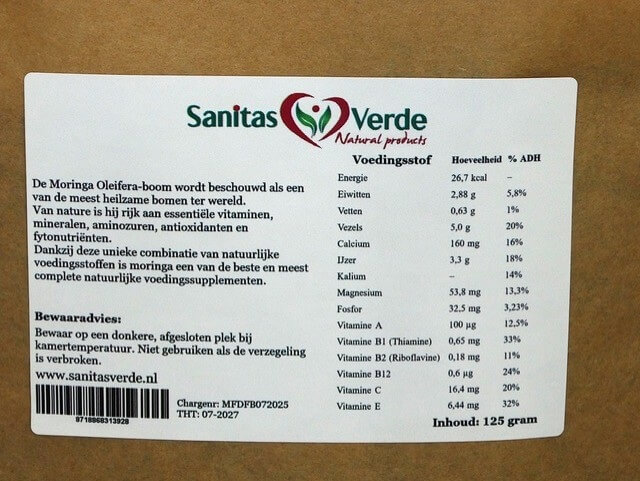 Sanitas Verde
Natural products
De Moringa Oleifera-boom wordt beschouwd als een
van de meest heilzame bomen ter wereld.
Van nature is hij rijk aan essentiële vitaminen,
mineralen, aminozuren, antioxidanten en
fytonutriënten.
Dankzij deze unieke combinatie van natuurlijke
voedingsstoffen is moringa een van de beste en meest
complete natuurlijke voedingssupplementen.
Bewaaradvies:
Bewaar op een donkere, afgesloten plek bij
kamertemperatuur. Niet gebruiken als de verzegeling
is verbroken.
www.sanitasverde.nl
9718868313928
Chargenr: MFDFB072025
THT: 07-2027
Voedingsstof Hoeveelheid % ADH
Energie 26,7 kcal –
Eiwitten 2,88 g 5,8%
Vetten 0,63 g 1%
Vezels 5,0 g 20%
Calcium 160 mg 16%
IJzer 3,3 g 18%
Kalium – 14%
Magnesium 53,8 mg 13,3%
Fosfor 32,5 mg 3,23%
Vitamine A 100 µg 12,5%
Vitamine B1 (Thiamine) 0,65 mg 33%
Vitamine B2 (Riboflavine) 0,18 mg 11%
Vitamine B12 0,6 µg 24%
Vitamine C 16,4 mg 20%
Vitamine E 6,44 mg 32%
Inhoud: 125 gram